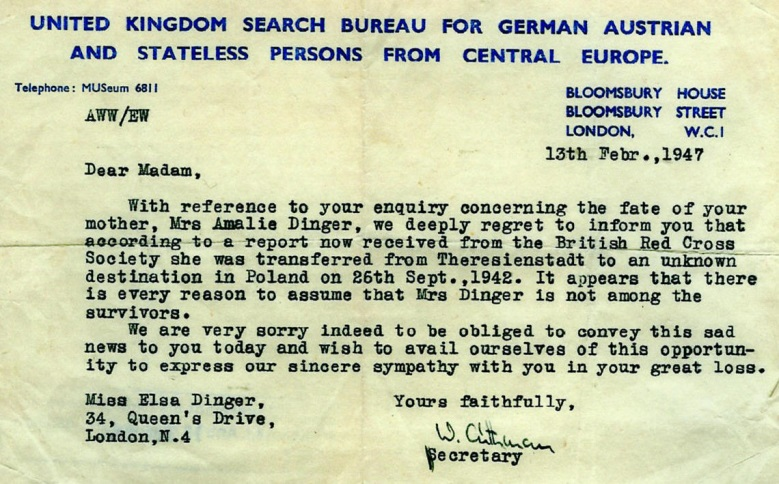 UNITED KINGDOM SEARCH BUREAU FOR GERMAN AUSTRIAN
AND STATELESS PERSONS FROM CENTRAL EUROPE.
Telephone: MUSeum 6811
BLOOMSBURY HOUSE
BLOOMSBURY STREET
LONDON, W.C.1
AWW/EW
13th Febr.,1947
Dear Madam,
With reference to your enquiry concerning the fate of your
mother, Mrs Amalie Dinger, we deeply regret to inform you that
according to a report now received from the British Red Cross
Society she was transferred from Theresienstadt to an unknown
destination in Poland on 26th Sept.,1942. It appears that there
is every reason to assume that Mrs Dinger is not among the
survivors.
We are very sorry indeed to be obliged to convey this sad
news to you today and wish to avail ourselves of this opportun-
ity to express our sincere sympathy with you in your great loss.
Miss Elsa Dinger,
34, Queen's Drive,
London,N.4
Yours faithfully,
W.
Secretary